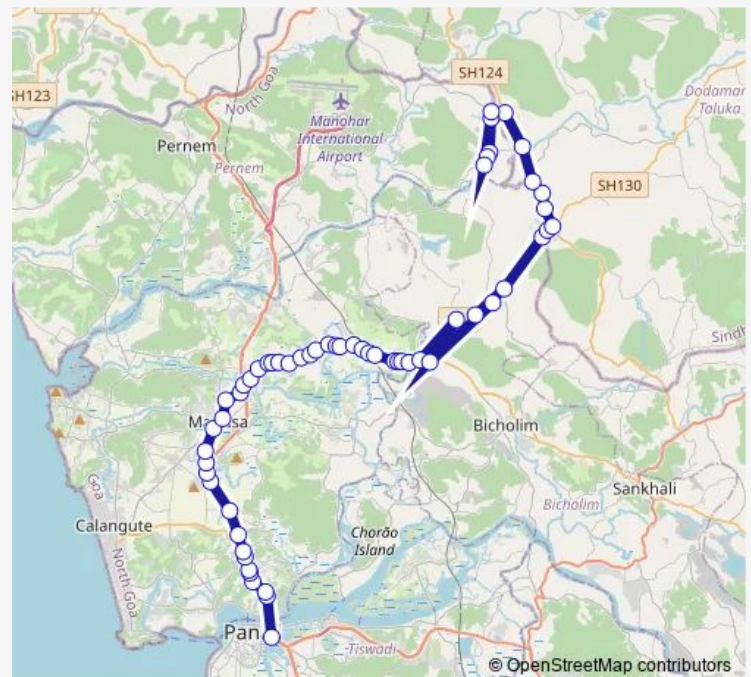 SH124
SH123
North Goa
Manohar
International
Airport
Dodamar
Taluka
Pernem
Pernem
SH130
Sindh
Bicholim
Sankhali
Bicholim
Calangute
Goa
North Goa
Chorão
Island
Pan
Tiswadi
© OpenStreetMap contributors